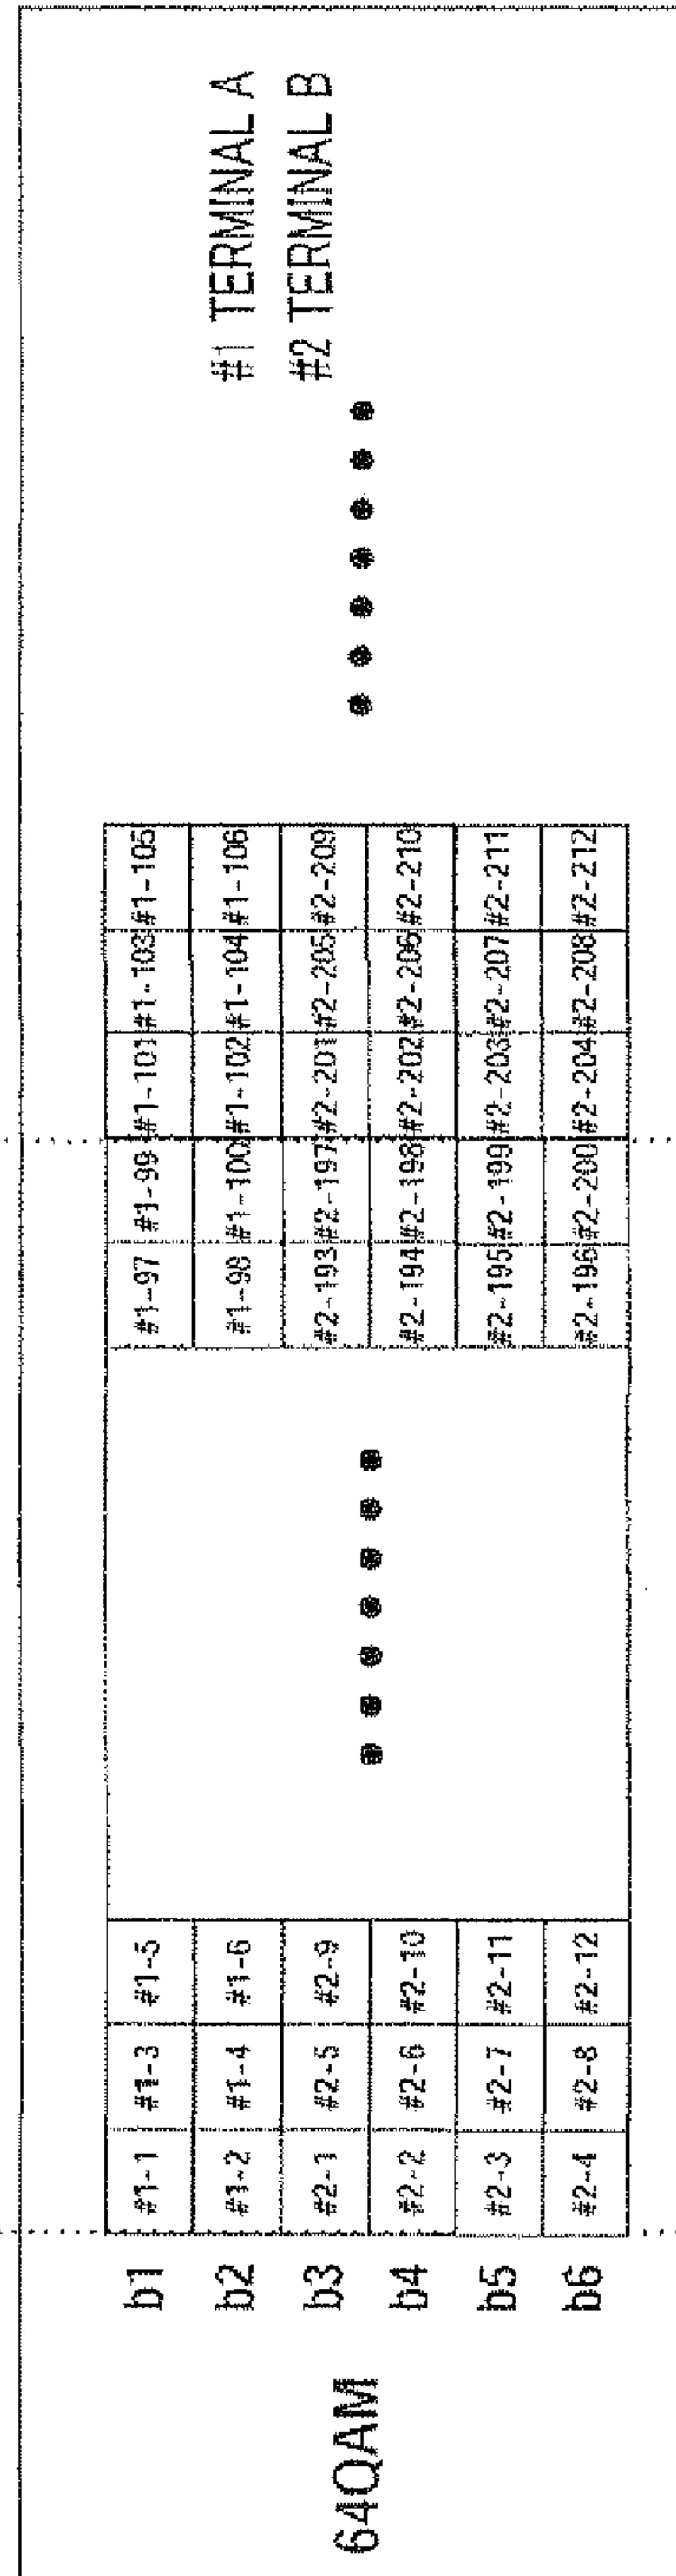 #1 TERMINAL A
#2 TERMINAL B
64QAM
b1 #1-1 #1-3 #1-5 #1-97 #1-99 #1-101 #1-103 #1-105
b2 #1-2 #1-4 #1-6 #1-98 #1-100 #1-102 #1-104 #1-106
b3 #2-1 #2-5 #2-9 #2-193 #2-197 #2-201 #2-205 #2-209
b4 #2-2 #2-6 #2-10 #2-194 #2-198 #2-202 #2-206 #2-210
b5 #2-3 #2-7 #2-11 #2-195 #2-199 #2-203 #2-207 #2-211
b6 #2-4 #2-8 #2-12 #2-196 #2-200 #2-204 #2-208 #2-212